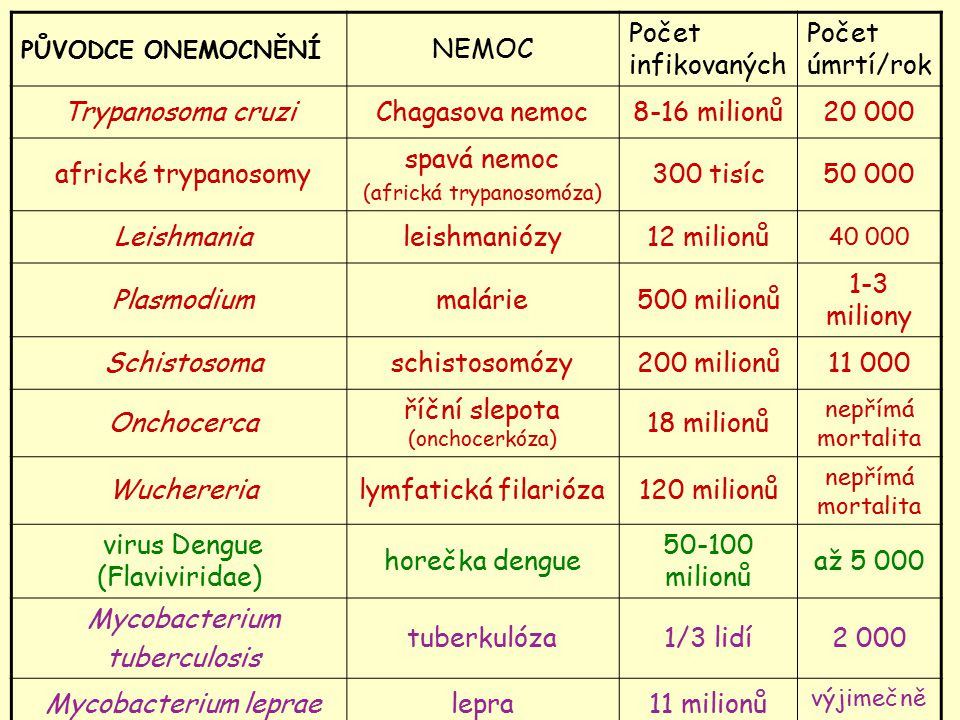 PŮVODCE ONEMOCNĚNÍ NEMOC Počet infikovaných Počet úmrtí/rok
Trypanosoma cruzi Chagasova nemoc 8-16 milionů 20 000
africké trypanosomy spavá nemoc (africká trypanosomóza) 300 tisíc 50 000
Leishmania leishmaniózy 12 milionů 40 000
Plasmodium malárie 500 milionů 1-3 miliony
Schistosoma schistosomózy 200 milionů 11 000
Onchocerca říční slepota (onchocerkóza) 18 milionů nepřímá mortalita
Wuchereria lymfatická filarióza 120 milionů nepřímá mortalita
virus Dengue (Flaviviridae) horečka dengue 50-100 milionů až 5 000
Mycobacterium tuberculosis tuberkulóza 1/3 lidí 2 000
Mycobacterium leprae lepra 11 milionů výjimečně